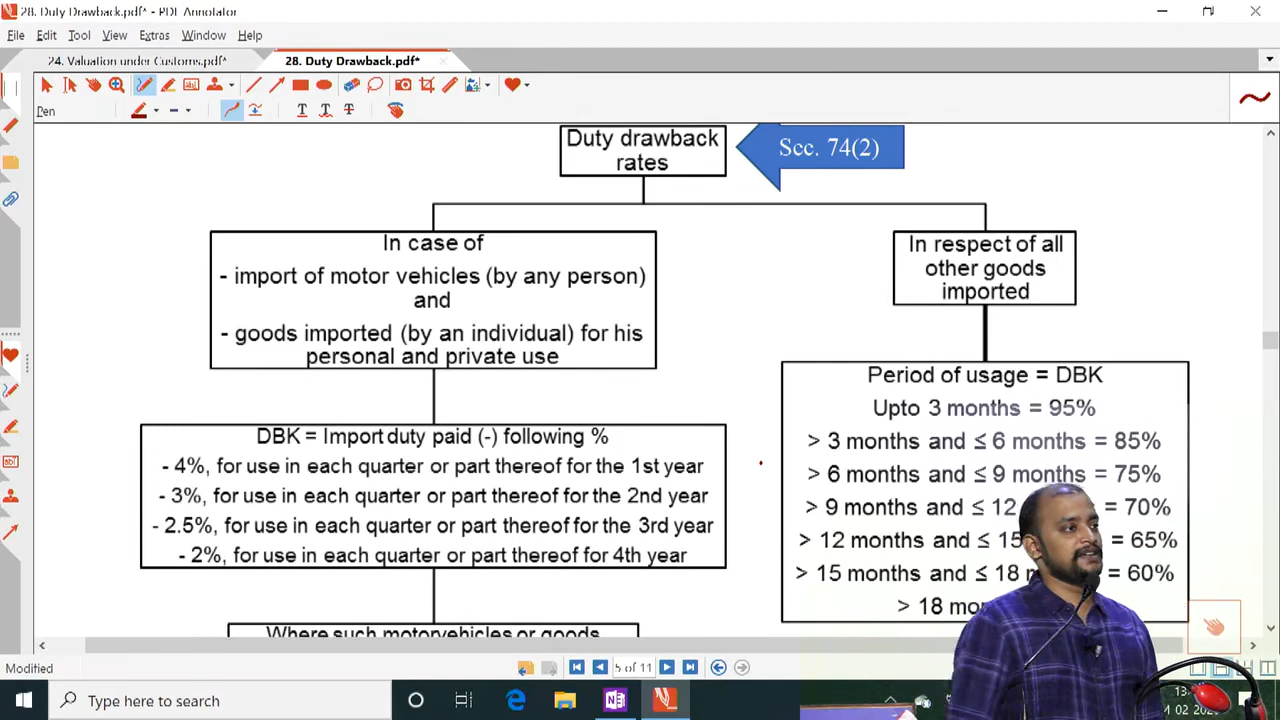 28. Duty Drawback.pdf* - PDF Annotator
File Edit Tool View Extras Window Help
24. Valuation under Customs.pdf*
28. Duty Drawback.pdf*
Pen
Duty drawback
rates
Sec. 74(2)
In case of
- import of motor vehicles (by any person)
and
- goods imported (by an individual) for his
personal and private use
In respect of all
other goods
imported
DBK = Import duty paid (-) following %
- 4%, for use in each quarter or part thereof for the 1st year
- 3%, for use in each quarter or part thereof for the 2nd year
- 2.5%, for use in each quarter or part thereof for the 3rd year
- 2%, for use in each quarter or part thereof for 4th year
Period of usage = DBK
Upto 3 months = 95%
> 3 months and ≤ 6 months = 85%
> 6 months and ≤ 9 months = 75%
> 9 months and ≤ 12 = 70%
> 12 months and ≤ 15 = 65%
> 15 months and ≤ 18 = 60%
> 18
Where such motorvehicles or goods
5 of 11
Modified
Type here to search